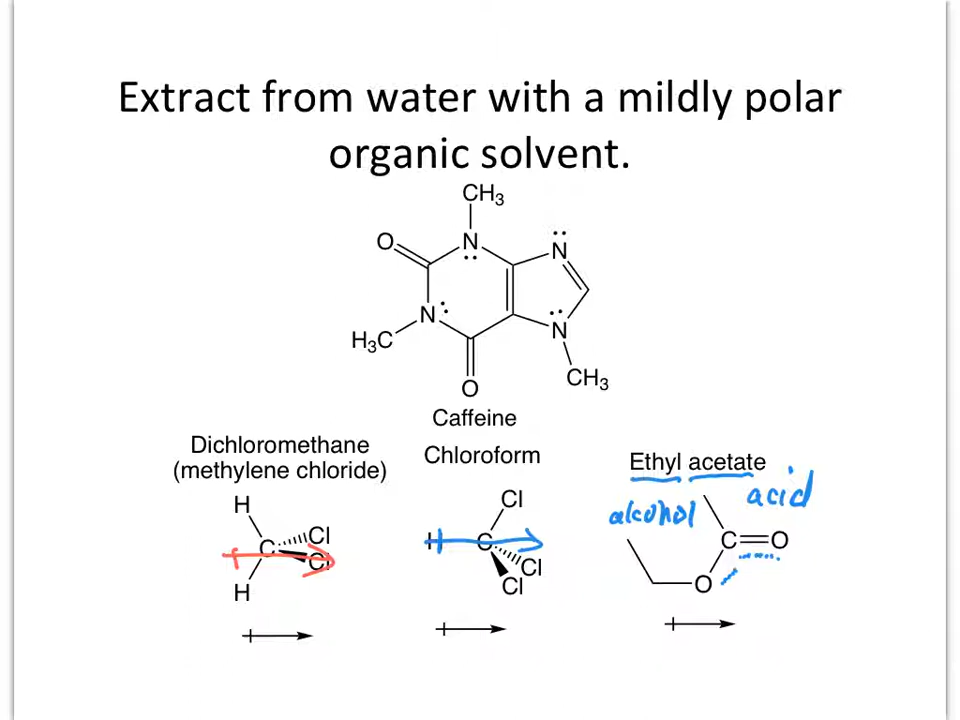 Extract from water with a mildly polar
organic solvent.
CH3
O
N
N
N
N
H3C
O
CH3
Caffeine
Dichloromethane
(methylene chloride)
Chloroform
Ethyl acetate
alcohol
acid
H
C
Cl
Cl
H
Cl
H
C
Cl
Cl
C=O
O